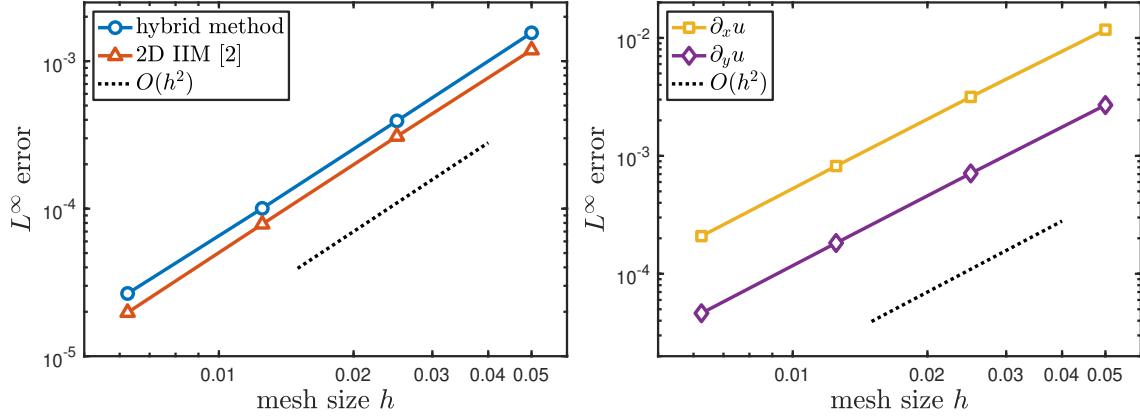 hybrid method
2D IIM [2]
O(h²)
10⁻³
10⁻⁴
10⁻⁵
L∞ error
0.01 0.02 0.03 0.04 0.05
mesh size h
∂ₓu
∂ᵧu
O(h²)
10⁻²
10⁻³
10⁻⁴
L∞ error
0.01 0.02 0.03 0.04 0.05
mesh size h